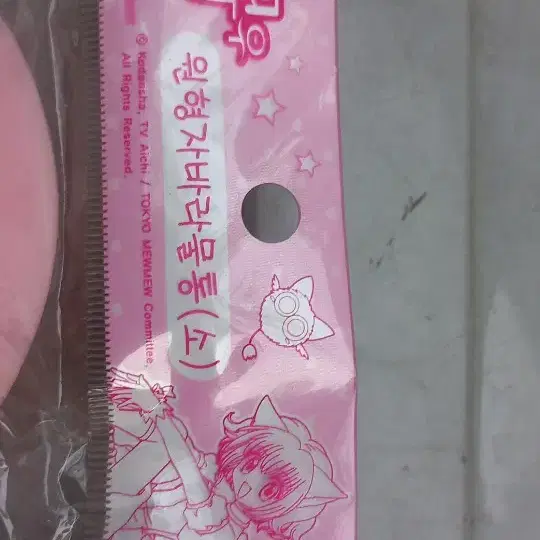 원형자바라물통(소)
© Kodansha, TV Aichi / TOKYO MEWMEW Committee.
All Rights Reserved.